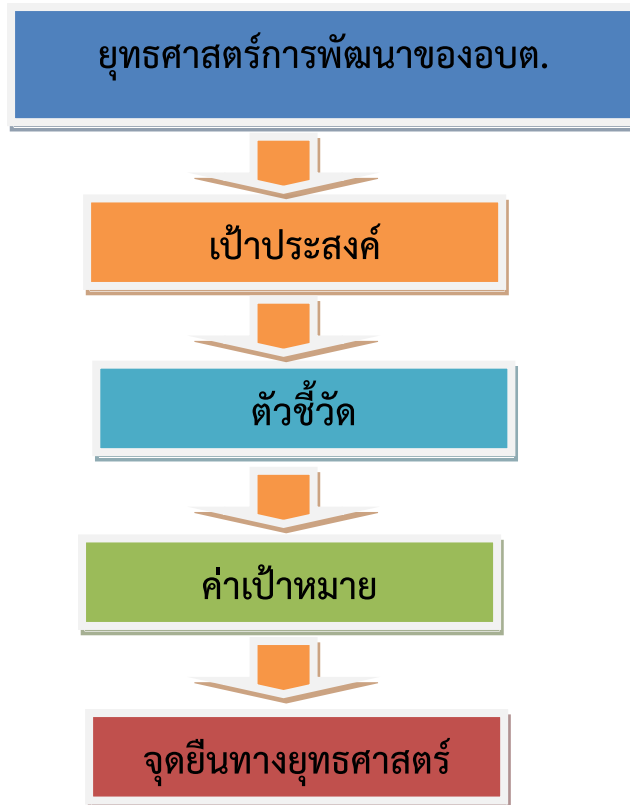 ยุทธศาสตร์การพัฒนาของอบต.
เป้าประสงค์
ตัวชี้วัด
ค่าเป้าหมาย
จุดยืนทางยุทธศาสตร์